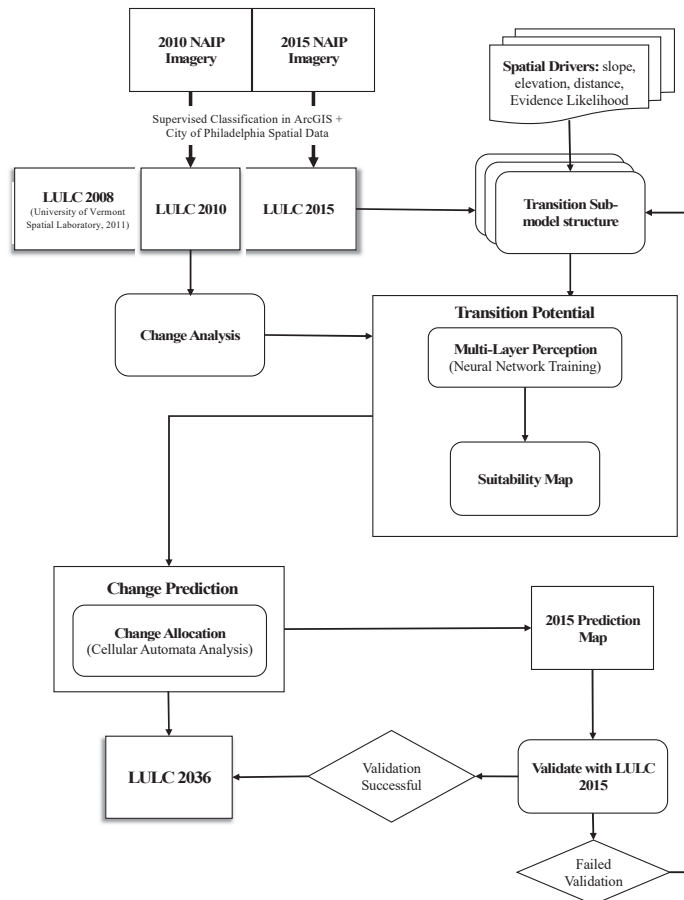 2010 NAIP
Imagery
2015 NAIP
Imagery
Spatial Drivers: slope,
elevation, distance,
Evidence Likelihood
Supervised Classification in ArcGIS +
City of Philadelphia Spatial Data
LULC 2008
(University of Vermont
Spatial Laboratory, 2011)
LULC 2010
LULC 2015
Transition Sub-
model structure
Change Analysis
Transition Potential
Multi-Layer Perception
(Neural Network Training)
Suitability Map
Change Prediction
Change Allocation
(Cellular Automata Analysis)
2015 Prediction
Map
LULC 2036
Validation
Successful
Validate with LULC
2015
Failed
Validation